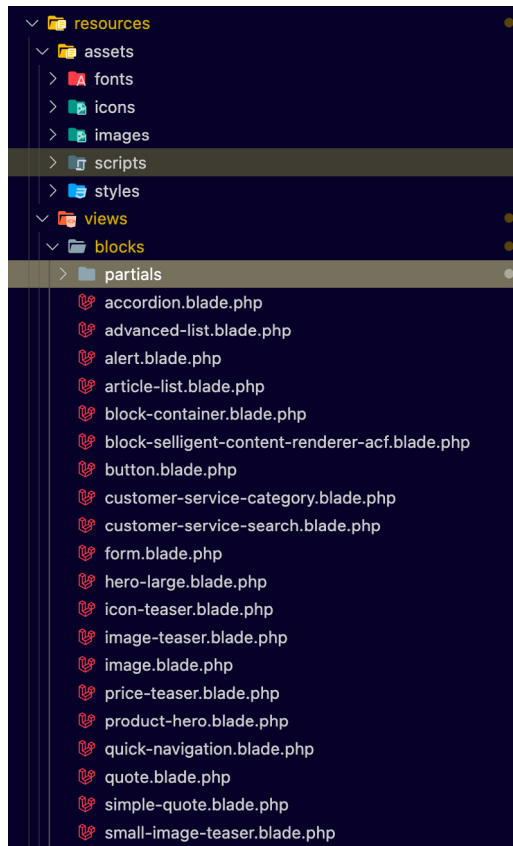 resources
assets
fonts
icons
images
scripts
styles
views
blocks
partials
accordion.blade.php
advanced-list.blade.php
alert.blade.php
article-list.blade.php
block-container.blade.php
block-selligent-content-renderer-acf.blade.php
button.blade.php
customer-service-category.blade.php
customer-service-search.blade.php
form.blade.php
hero-large.blade.php
icon-teaser.blade.php
image-teaser.blade.php
image.blade.php
price-teaser.blade.php
product-hero.blade.php
quick-navigation.blade.php
quote.blade.php
simple-quote.blade.php
small-image-teaser.blade.php